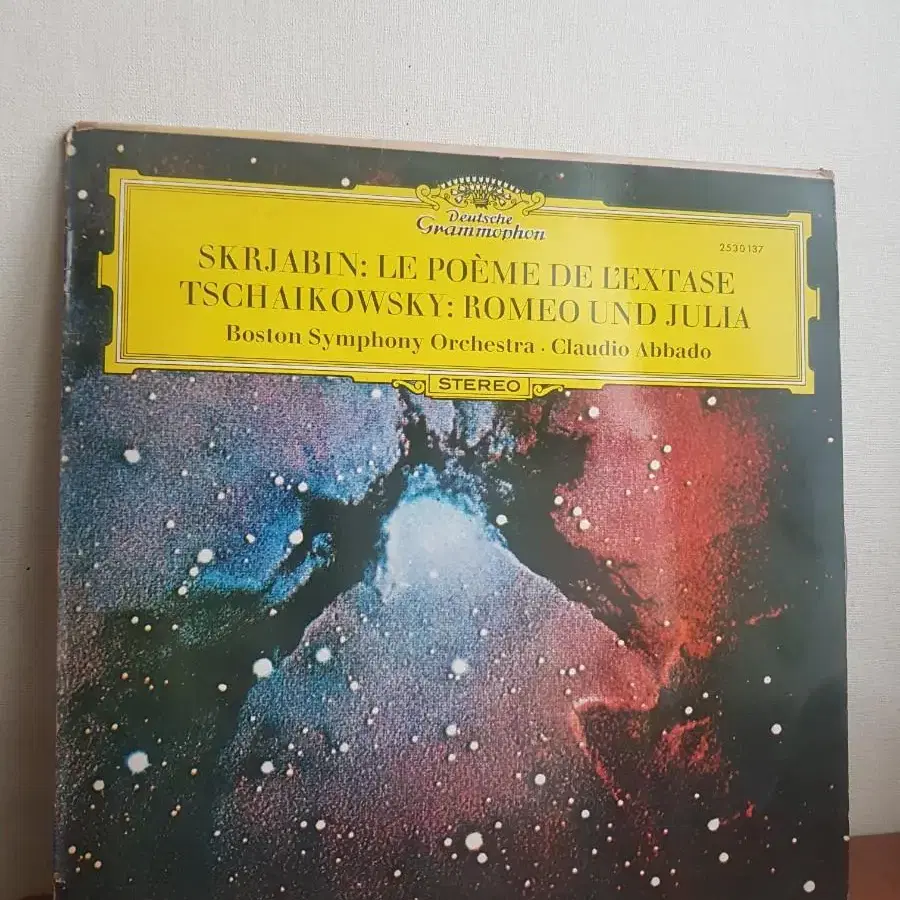 Deutsche
Grammophon
2530 137
SKRJABIN: LE POÈME DE L'EXTASE
TSCHAIKOWSKY: ROMEO UND JULIA
Boston Symphony Orchestra · Claudio Abbado
STEREO